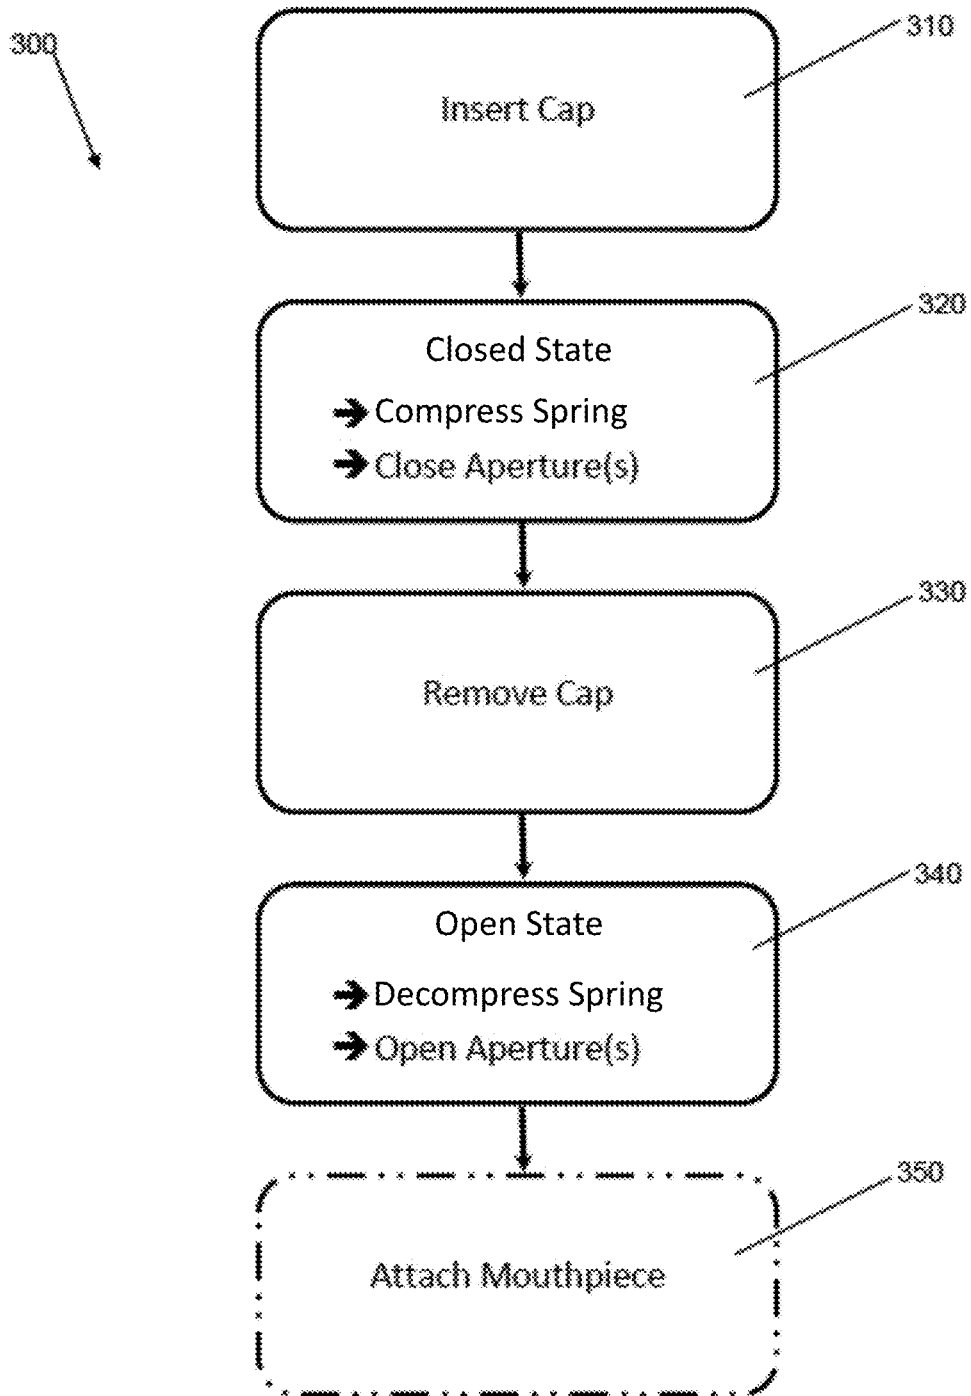 300
310
Insert Cap
320
Closed State
➔ Compress Spring
➔ Close Aperture(s)
330
Remove Cap
340
Open State
➔ Decompress Spring
➔ Open Aperture(s)
350
Attach Mouthpiece